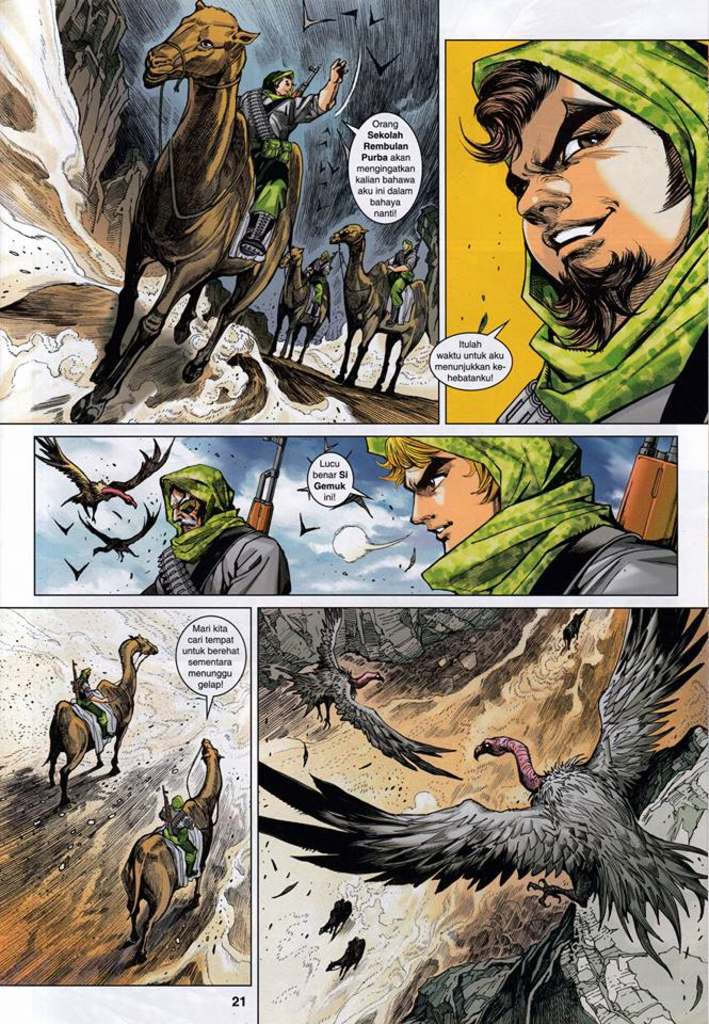 Orang
Sekolah
Rembulan
Purba akan
mengingatkan
kalian bahawa
aku ini dalam
bahaya
nanti!
Itulah
waktu untuk aku
menunjukkan ke-
hebatanku!
Lucu
benar Si
Gemuk
ini!
Mari kita
cari tempat
untuk berehat
sementara
menunggu
gelap!
21